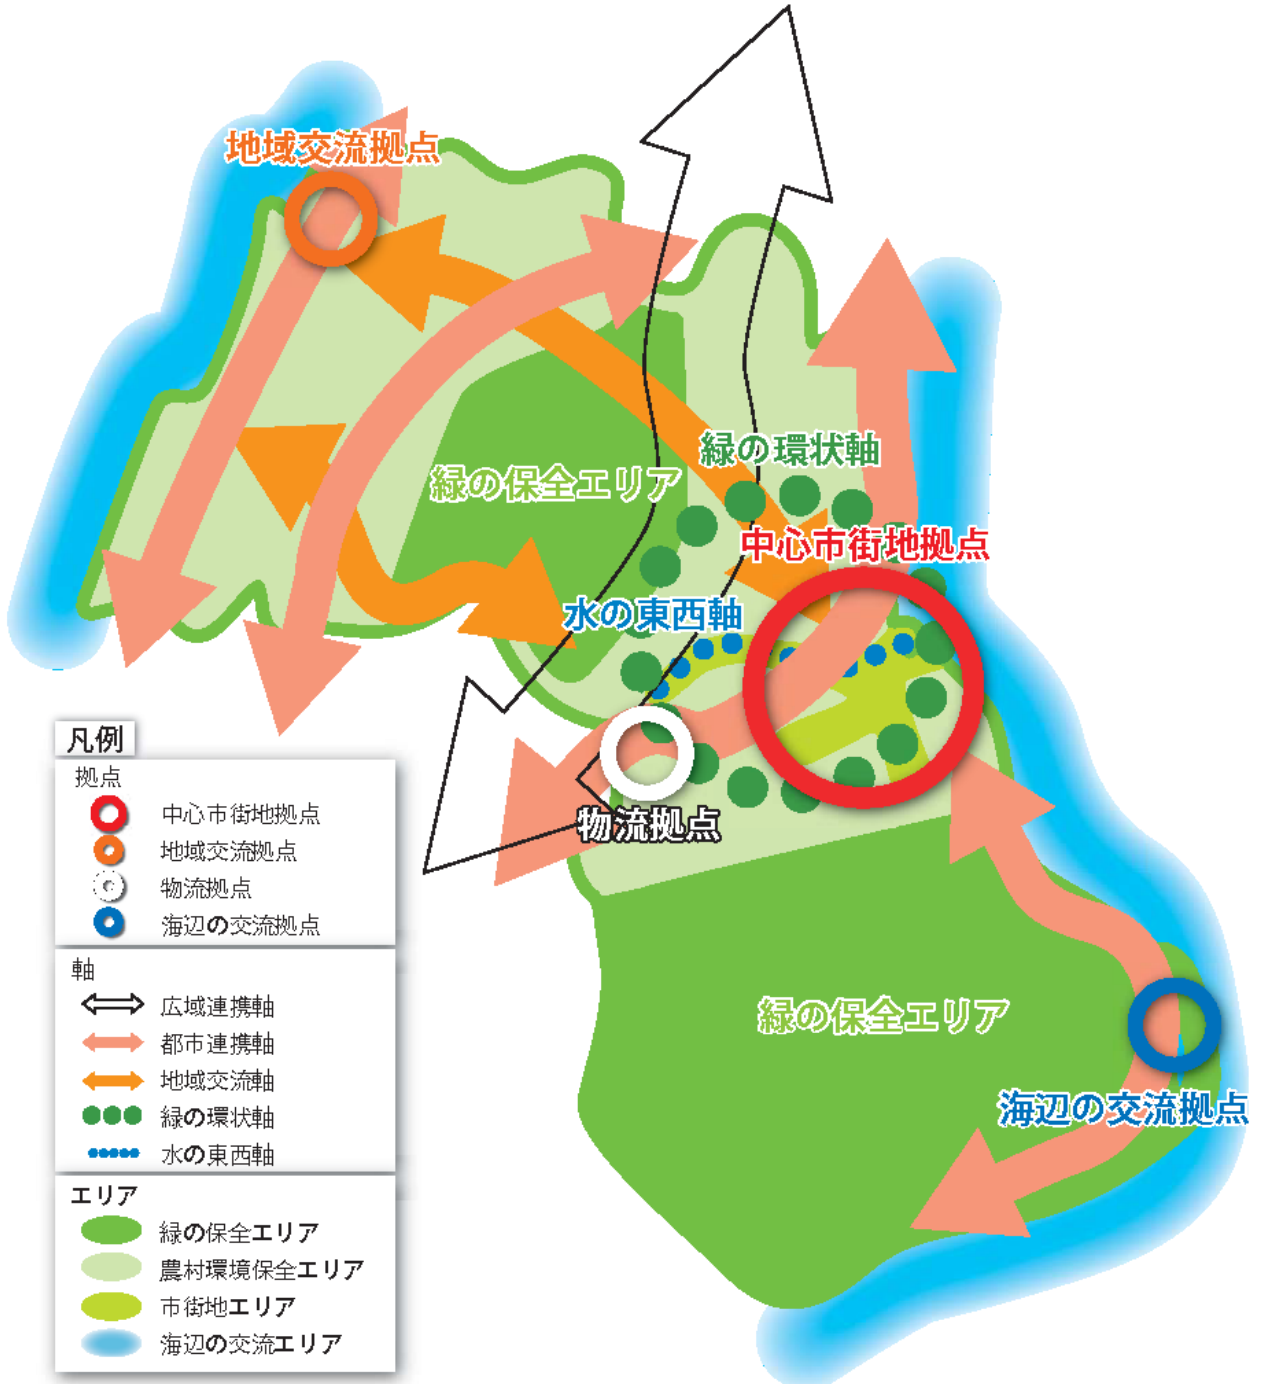 地域交流拠点
緑の環状軸
緑の保全エリア
中心市街地拠点
水の東西軸
物流拠点
緑の保全エリア
海辺の交流拠点
凡例
拠点
中心市街地拠点
地域交流拠点
物流拠点
海辺の交流拠点
軸
広域連携軸
都市連携軸
地域交流軸
緑の環状軸
水の東西軸
エリア
緑の保全エリア
農村環境保全エリア
市街地エリア
海辺の交流エリア